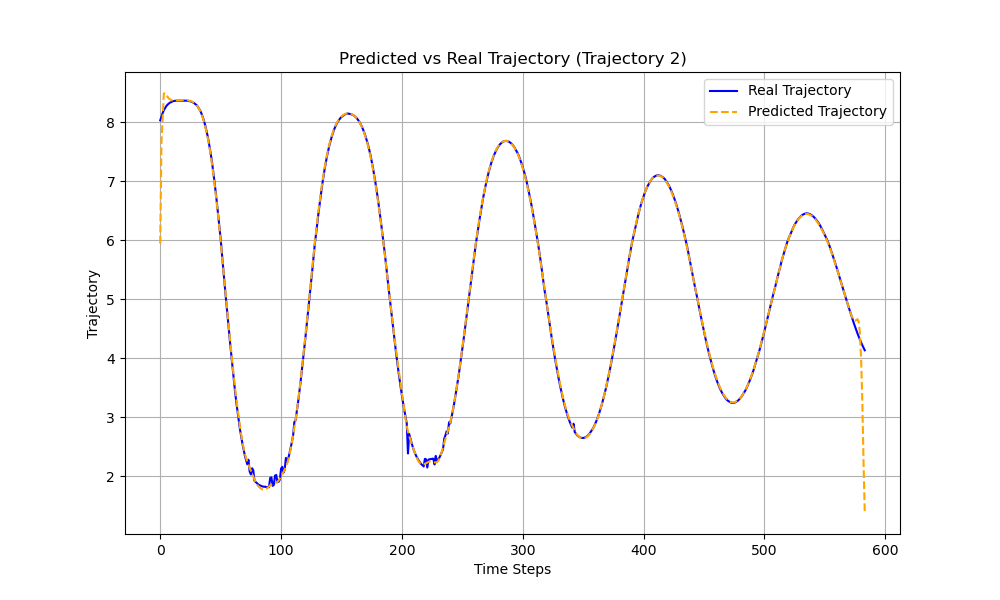 Predicted vs Real Trajectory (Trajectory 2)
Real Trajectory
Predicted Trajectory
Trajectory
8
7
6
5
4
3
2
0 100 200 300 400 500 600
Time Steps